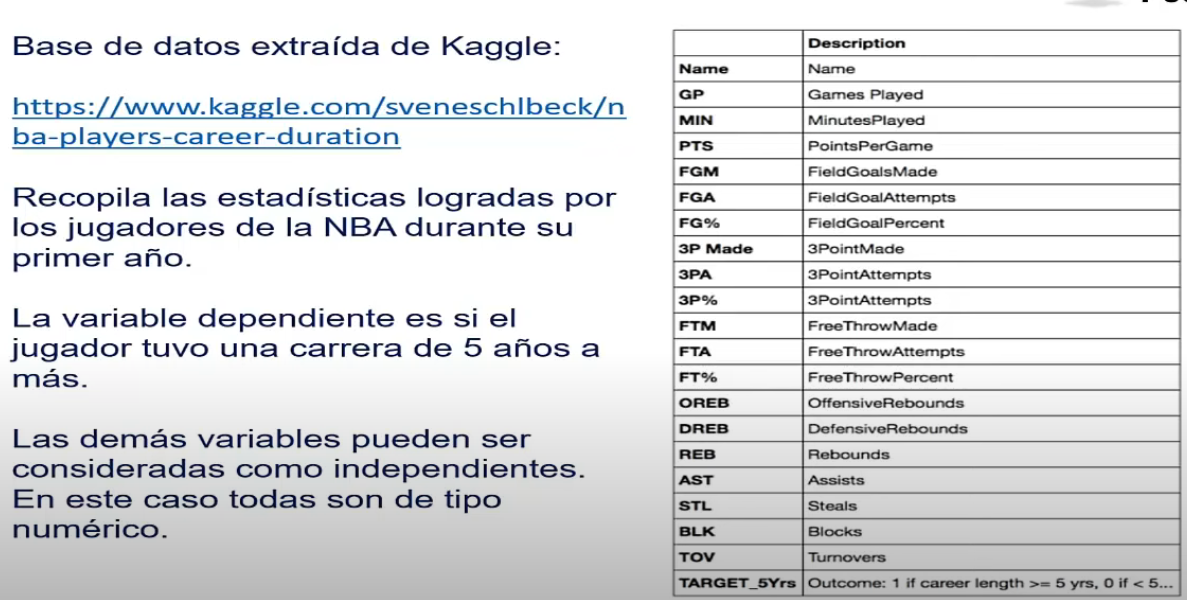 Base de datos extraída de Kaggle:
https://www.kaggle.com/sveneschlbeck/n
ba-players-career-duration
Recopila las estadísticas logradas por
los jugadores de la NBA durante su
primer año.
La variable dependiente es si el
jugador tuvo una carrera de 5 años a
más.
Las demás variables pueden ser
consideradas como independientes.
En este caso todas son de tipo
numérico.
Description
Name Name
GP Games Played
MIN MinutesPlayed
PTS PointsPerGame
FGM FieldGoalsMade
FGA FieldGoalAttempts
FG% FieldGoalPercent
3P Made 3PointMade
3PA 3PointAttempts
3P% 3PointAttempts
FTM FreeThrowMade
FTA FreeThrowAttempts
FT% FreeThrowPercent
OREB OffensiveRebounds
DREB DefensiveRebounds
REB Rebounds
AST Assists
STL Steals
BLK Blocks
TOV Turnovers
TARGET_5Yrs Outcome: 1 if career length >= 5 yrs, 0 if < 5...